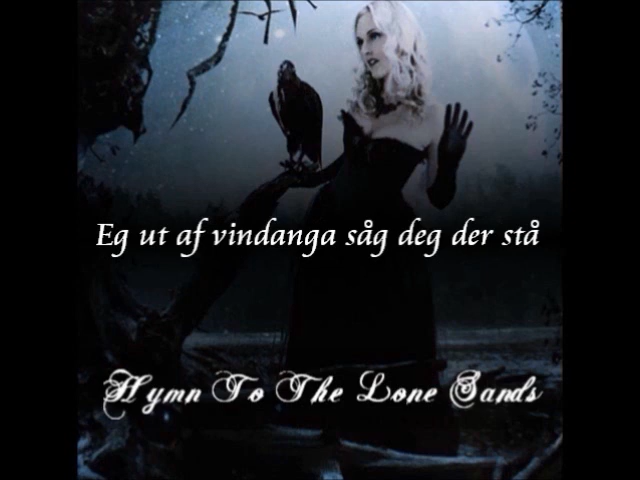 Eg ut af vindanga såg deg der stå
Hymn To The Lone Sands